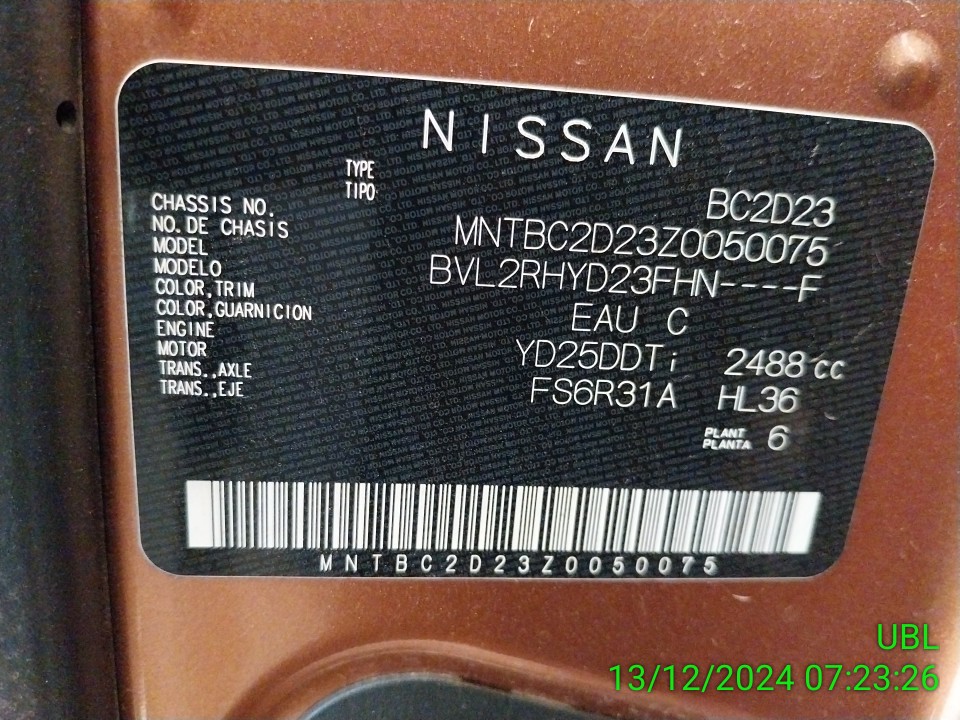 NISSAN
TYPE
TIPO
BC2D23
CHASSIS NO.
NO.DE CHASIS
MNTBC2D23Z0050075
MODEL
MODELO
BVL2RHYD23FHN----F
COLOR,TRIM
COLOR,GUARNICION
EAU C
ENGINE
MOTOR
YD25DDTi 2488cc
TRANS.,AXLE
TRANS.,EJE
FS6R31A HL36
PLANT
PLANTA
6
MNTBC2D23Z0050075
UBL
13/12/2024 07:23:26